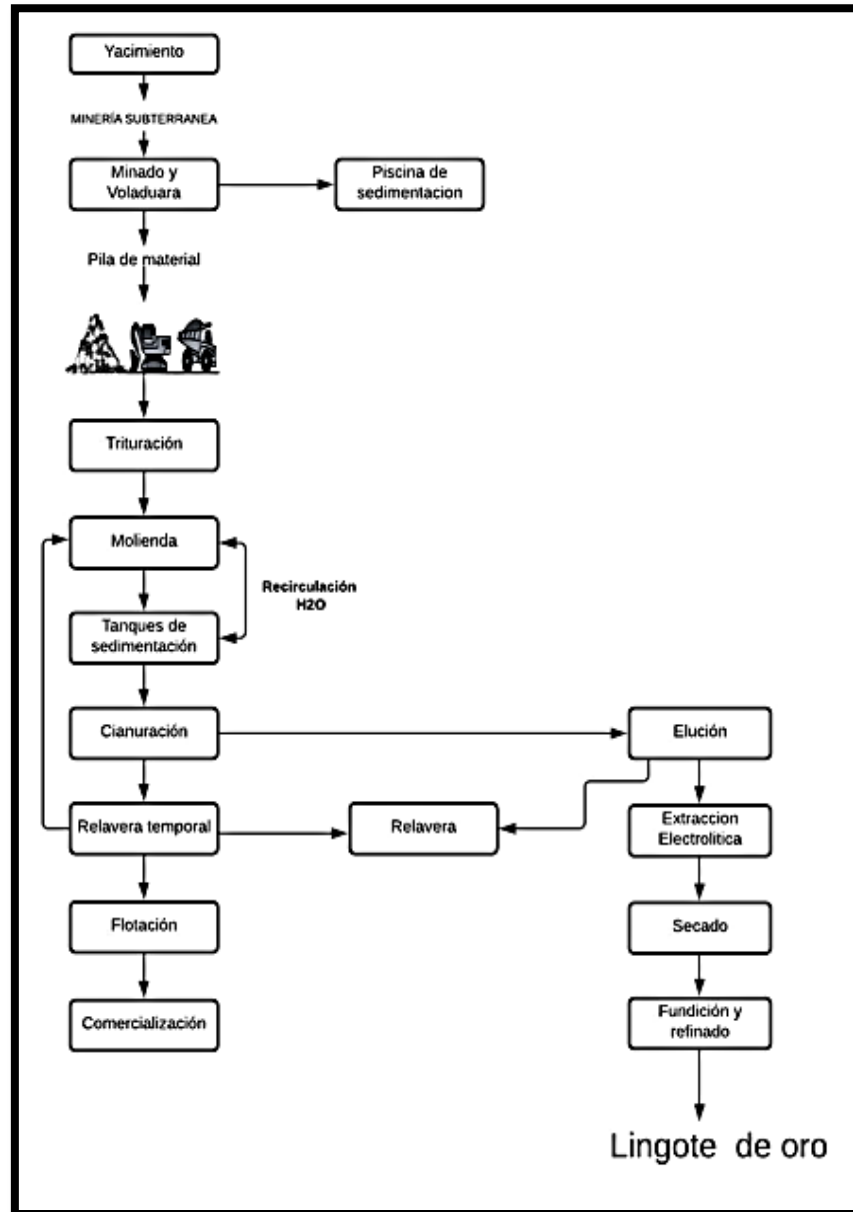 Yacimiento
MINERÍA SUBTERRANEA
Minado y
Voladuara
Piscina de
sedimentacion
Pila de material
Trituración
Molienda
Recirculación
H2O
Tanques de
sedimentación
Cianuración
Elución
Relavera temporal
Relavera
Extraccion
Electrolitica
Flotación
Secado
Comercialización
Fundición y
refinado
Lingote de oro